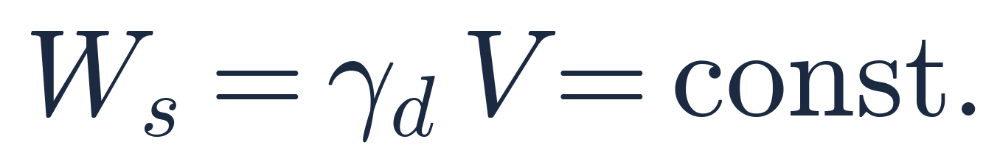 W_s = γ_d V = const.